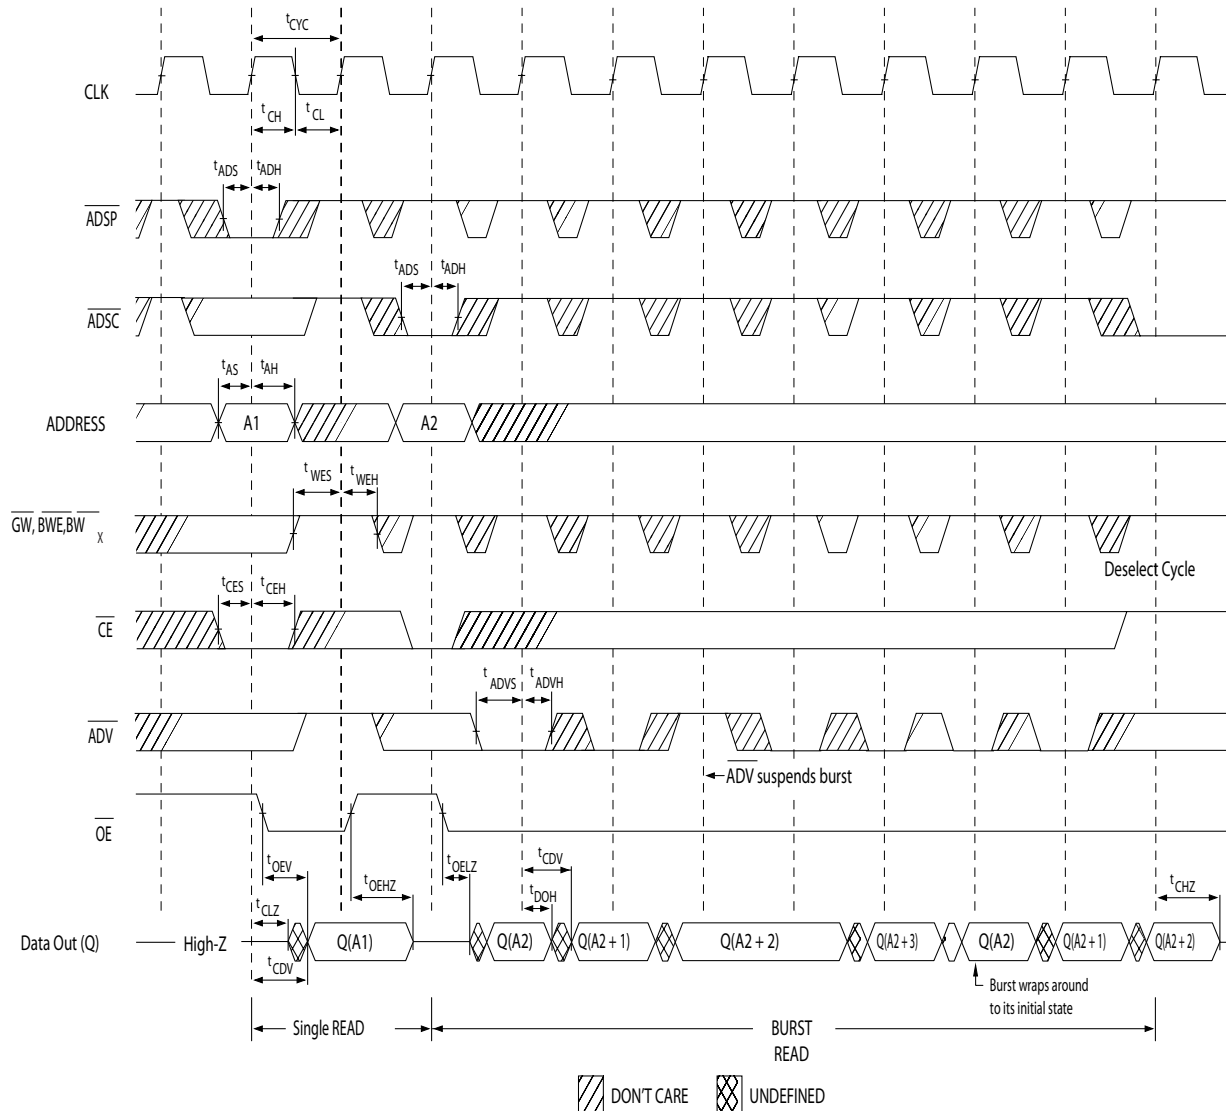 tCYC
CLK
tCH tCL
tADS tADH
ADSP
tADS tADH
ADSC
tAS tAH
ADDRESS A1 A2
tWES tWEH
GW, BWE,BW X
Deselect Cycle
tCES tCEH
CE
tADVS tADVH
ADV
ADV suspends burst
OE
tOEV tOEHZ tOELZ tCDV
tCLZ tDOH tCHZ
Data Out (Q) High-Z Q(A1) Q(A2) Q(A2 + 1) Q(A2 + 2) Q(A2 + 3) Q(A2) Q(A2 + 1) Q(A2 + 2)
tCDV
Burst wraps around
to its initial state
Single READ BURST
READ
DON'T CARE UNDEFINED